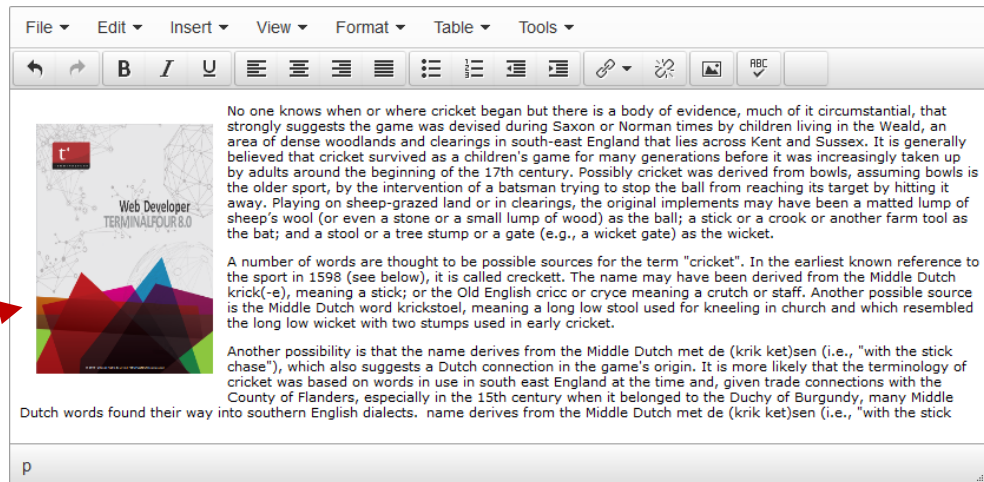 File Edit Insert View Format Table Tools
B I U ABC
No one knows when or where cricket began but there is a body of evidence, much of it circumstantial, that
strongly suggests the game was devised during Saxon or Norman times by children living in the Weald, an
area of dense woodlands and clearings in south-east England that lies across Kent and Sussex. It is generally
believed that cricket survived as a children's game for many generations before it was increasingly taken up
by adults around the beginning of the 17th century. Possibly cricket was derived from bowls, assuming bowls is
the older sport, by the intervention of a batsman trying to stop the ball from reaching its target by hitting it
away. Playing on sheep-grazed land or in clearings, the original implements may have been a matted lump of
sheep’s wool (or even a stone or a small lump of wood) as the ball; a stick or a crook or another farm tool as
the bat; and a stool or a tree stump or a gate (e.g., a wicket gate) as the wicket.
t'
Web Developer
TERMINALFOUR 8.0
A number of words are thought to be possible sources for the term "cricket". In the earliest known reference to
the sport in 1598 (see below), it is called creckett. The name may have been derived from the Middle Dutch
krick(-e), meaning a stick; or the Old English cricc or cryce meaning a crutch or staff. Another possible source
is the Middle Dutch word krickstoel, meaning a long low stool used for kneeling in church and which resembled
the long low wicket with two stumps used in early cricket.
Another possibility is that the name derives from the Middle Dutch met de (krik ket)sen (i.e., "with the stick
chase"), which also suggests a Dutch connection in the game's origin. It is more likely that the terminology of
cricket was based on words in use in south east England at the time and, given trade connections with the
County of Flanders, especially in the 15th century when it belonged to the Duchy of Burgundy, many Middle
Dutch words found their way into southern English dialects. name derives from the Middle Dutch met de (krik ket)sen (i.e., "with the stick
p